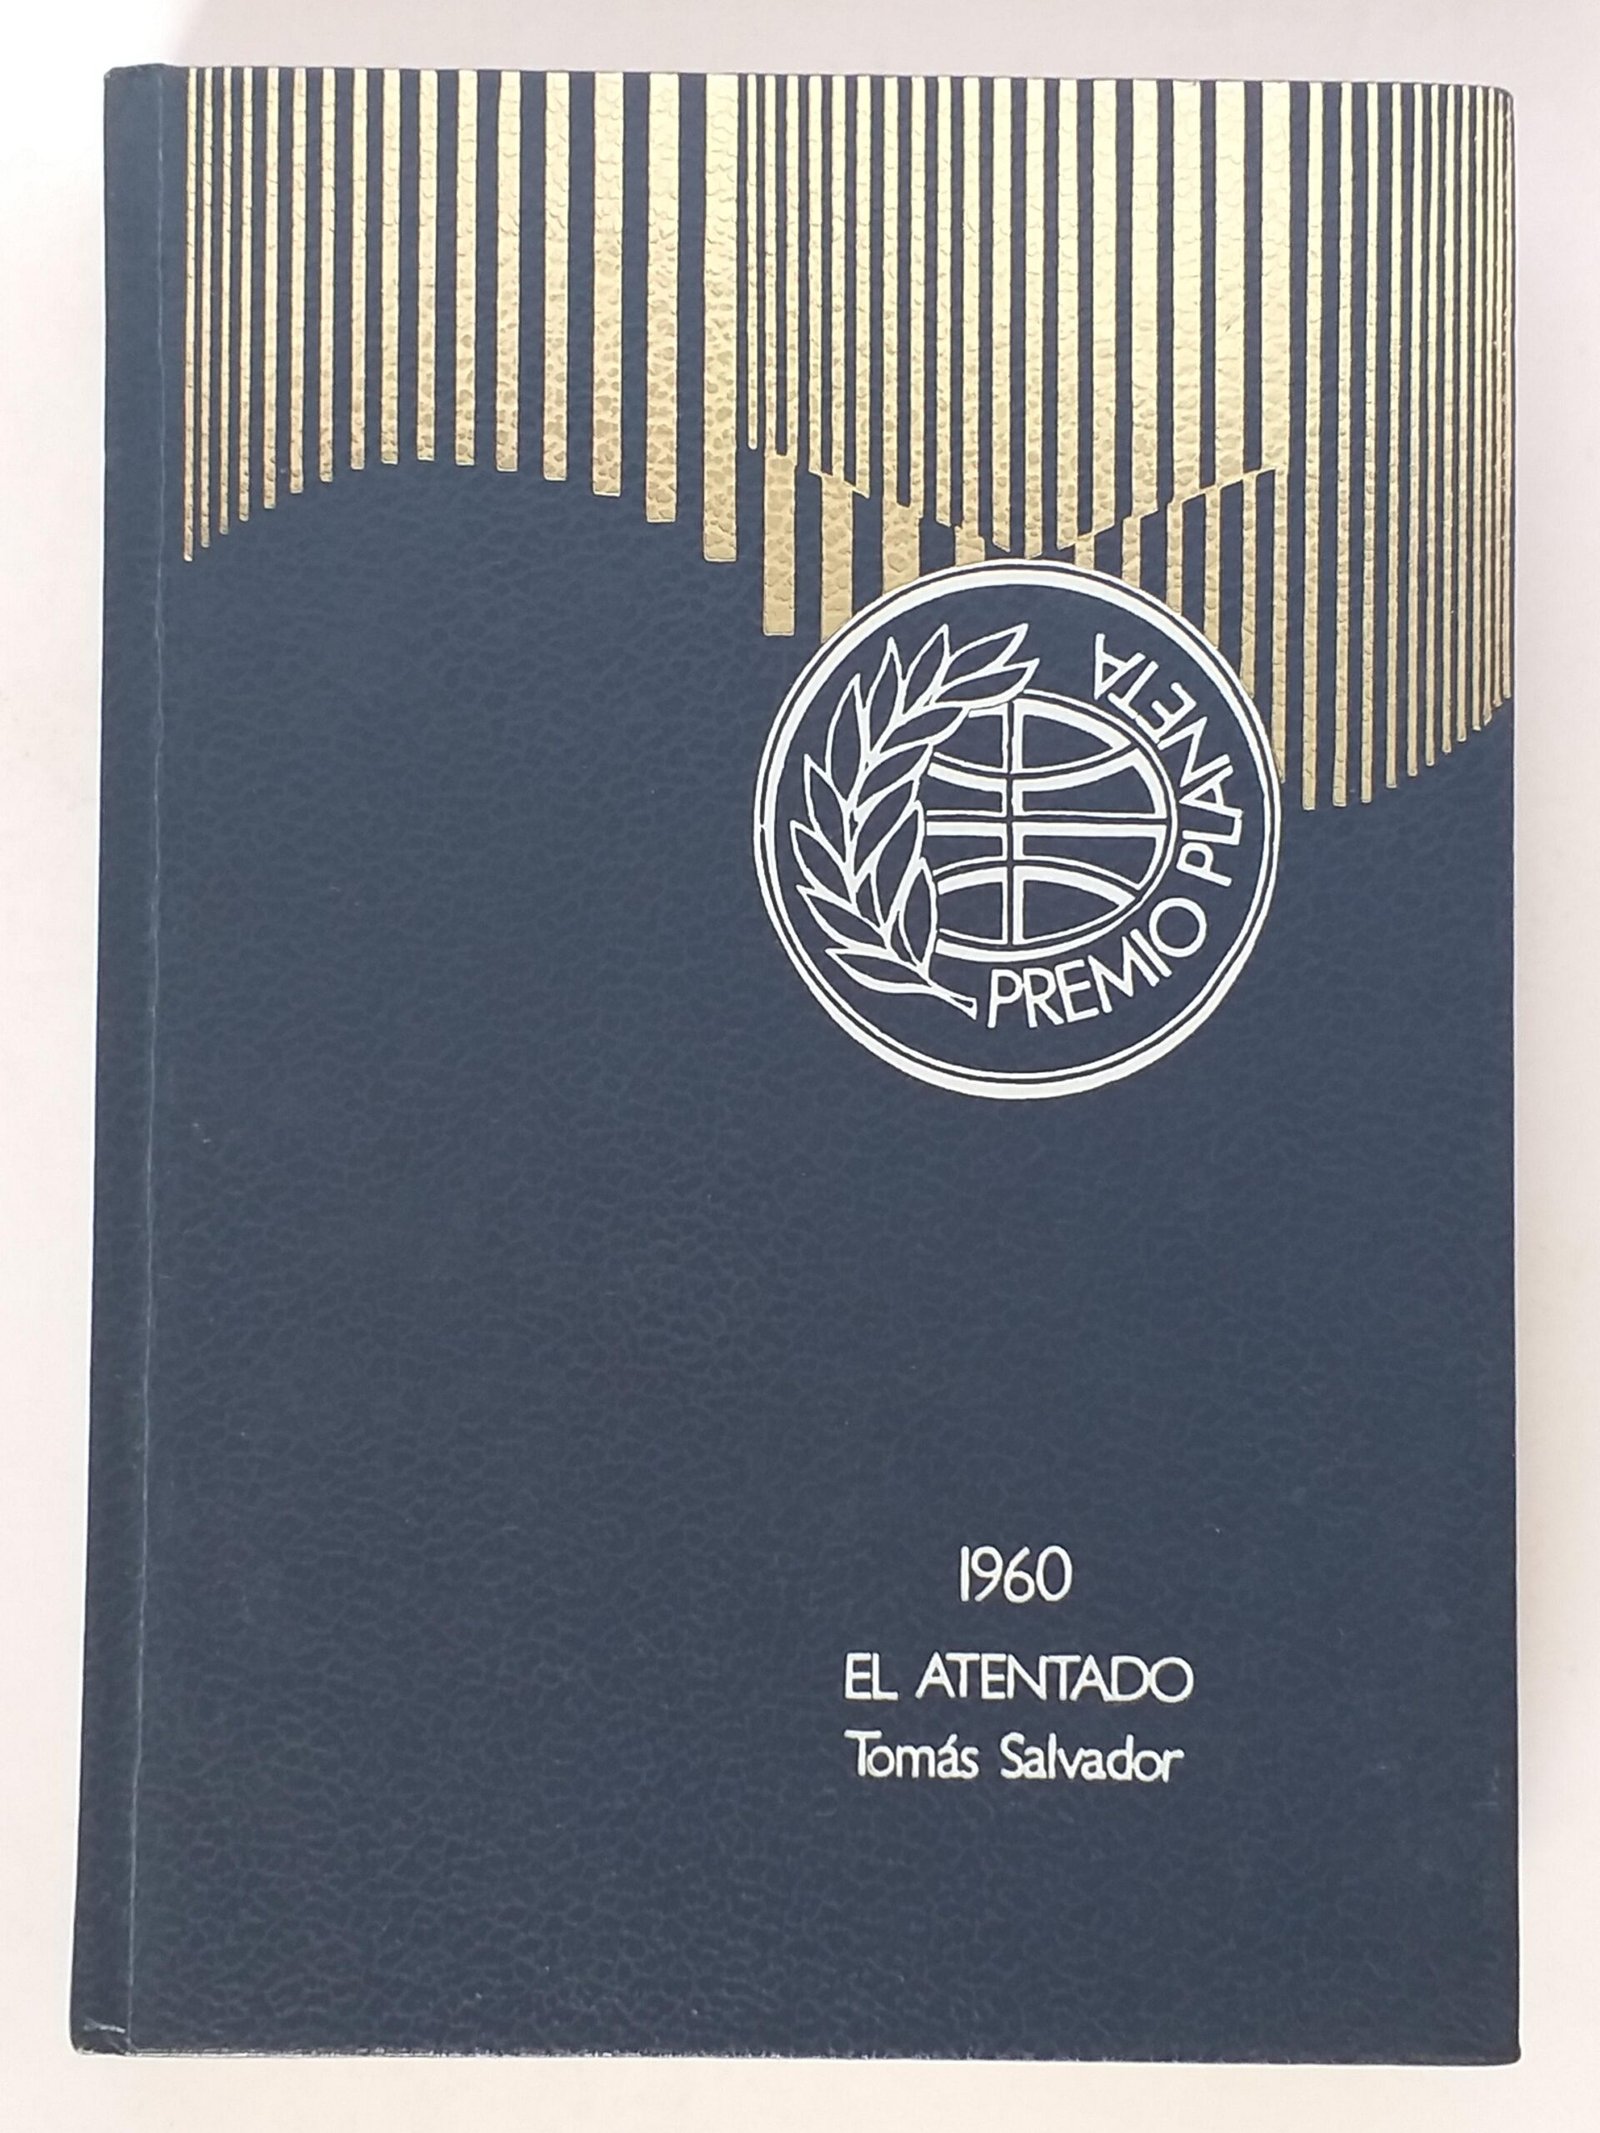 PREMIO PLANETA
1960
EL ATENTADO
Tomás Salvador